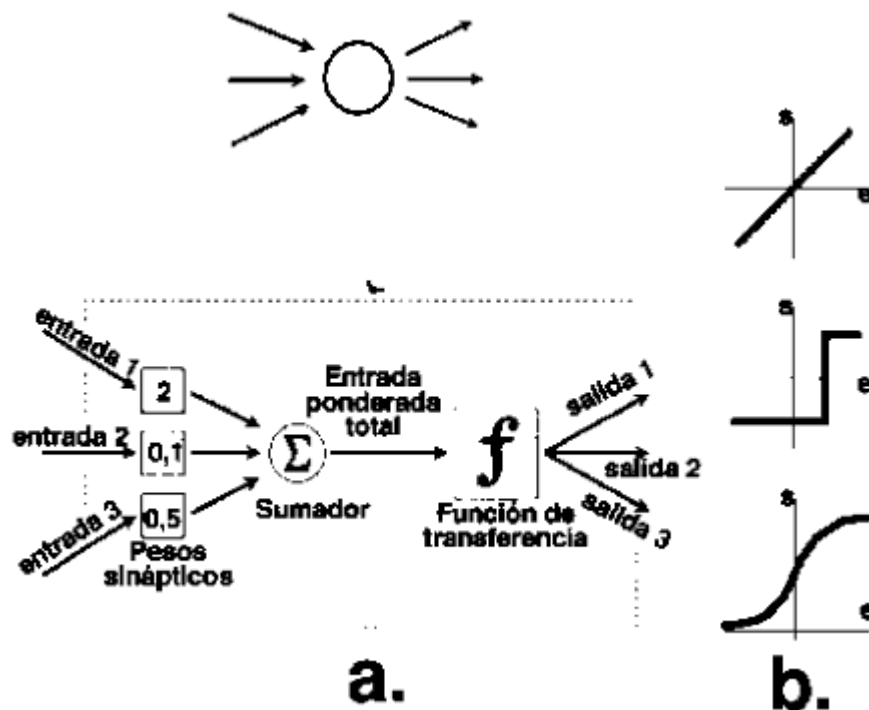 entrada 1
2
entrada 2
0,1
entrada 3
0,5
Pesos
sinápticos
Σ
Sumador
Entrada
ponderada
total
f
Función de
transferencia
salida 1
salida 2
salida 3
a.
s
e
s
e
s
e
b.